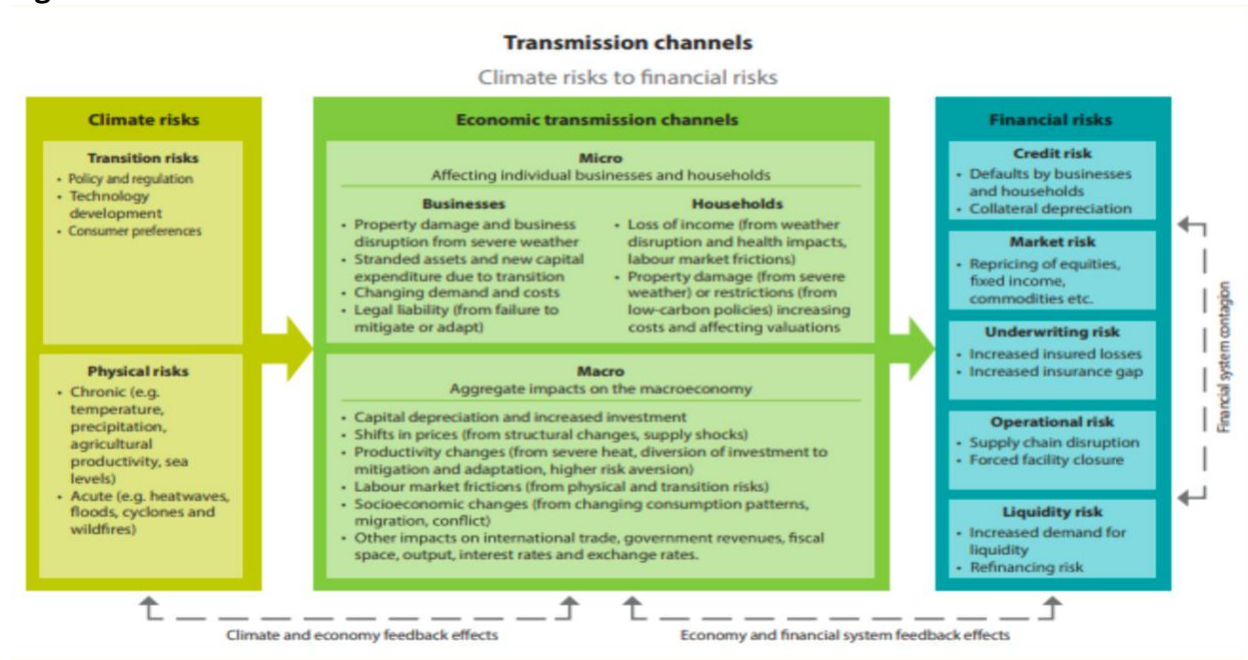 Transmission channels
Climate risks to financial risks
Climate risks
Transition risks
• Policy and regulation
• Technology
development
• Consumer preferences
Physical risks
• Chronic (e.g.
temperature,
precipitation,
agricultural
productivity, sea
levels)
• Acute (e.g. heatwaves,
floods, cyclones and
wildfires)
Economic transmission channels
Micro
Affecting individual businesses and households
Businesses
• Property damage and business
disruption from severe weather
• Stranded assets and new capital
expenditure due to transition
• Changing demand and costs
• Legal liability (from failure to
mitigate or adapt)
Households
• Loss of income (from weather
disruption and health impacts,
labour market frictions)
• Property damage (from severe
weather) or restrictions (from
low-carbon policies) increasing
costs and affecting valuations
Macro
Aggregate impacts on the macroeconomy
• Capital depreciation and increased investment
• Shifts in prices (from structural changes, supply shocks)
• Productivity changes (from severe heat, diversion of investment to
mitigation and adaptation, higher risk aversion)
• Labour market frictions (from physical and transition risks)
• Socioeconomic changes (from changing consumption patterns,
migration, conflict)
• Other impacts on international trade, government revenues, fiscal
space, output, interest rates and exchange rates.
Financial risks
Credit risk
• Defaults by businesses
and households
• Collateral depreciation
Market risk
• Repricing of equities,
fixed income,
commodities etc.
Underwriting risk
• Increased insured losses
• Increased insurance gap
Operational risk
• Supply chain disruption
• Forced facility closure
Liquidity risk
• Increased demand for
liquidity
• Refinancing risk
Financial system contagion
Climate and economy feedback effects
Economy and financial system feedback effects